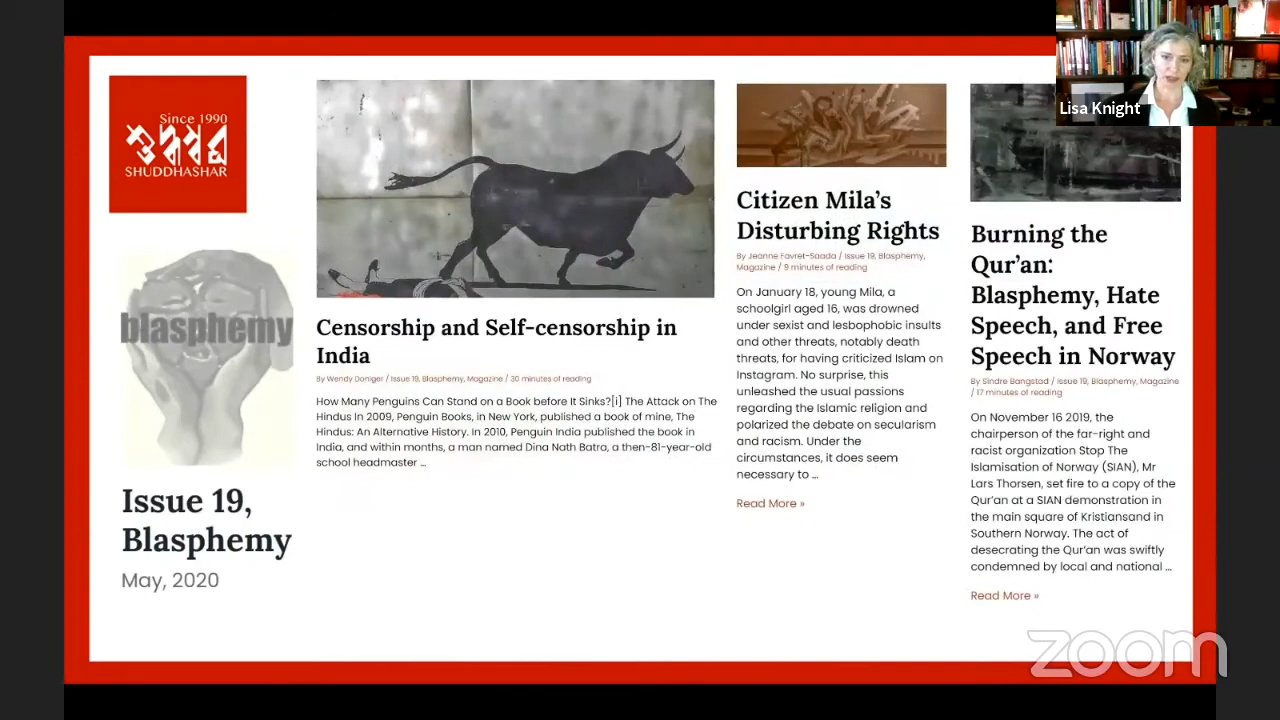 Since 1990
শুদ্ধস্বর
SHUDDHASHAR
blasphemy
Issue 19,
Blasphemy
May, 2020
Censorship and Self-censorship in
India
By Wendy Doniger / Issue 19, Blasphemy, Magazine / 30 minutes of reading
How Many Penguins Can Stand on a Book before It Sinks?[i] The Attack on The
Hindus In 2009, Penguin Books, in New York, published a book of mine, The
Hindus: An Alternative History. In 2010, Penguin India published the book in
India, and within months, a man named Dina Nath Batra, a then-81-year-old
school headmaster ...
Citizen Mila's
Disturbing Rights
By Jeanne Favret-Saada / Issue 19, Blasphemy,
Magazine / 9 minutes of reading
On January 18, young Mila, a
schoolgirl aged 16, was drowned
under sexist and lesbophobic insults
and other threats, notably death
threats, for having criticized Islam on
Instagram. No surprise, this
unleashed the usual passions
regarding the Islamic religion and
polarized the debate on secularism
and racism. Under the
circumstances, it does seem
necessary to ...
Read More »
Burning the
Qur'an:
Blasphemy, Hate
Speech, and Free
Speech in Norway
By Sindre Bangstad / Issue 19, Blasphemy, Magazine
/ 17 minutes of reading
On November 16 2019, the
chairperson of the far-right and
racist organization Stop The
Islamisation of Norway (SIAN), Mr
Lars Thorsen, set fire to a copy of the
Qur'an at a SIAN demonstration in
the main square of Kristiansand in
Southern Norway. The act of
desecrating the Qur'an was swiftly
condemned by local and national ...
Read More »
Lisa Knight
zoom